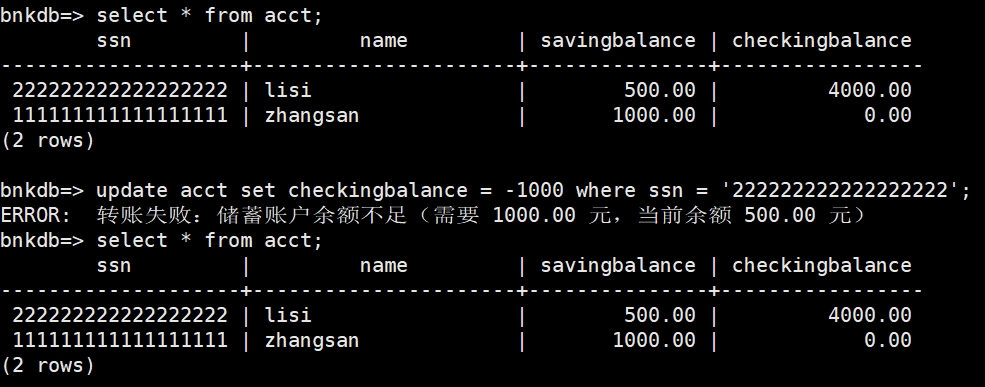 bnkdb=> select * from acct;
        ssn         |         name         | savingbalance | checkingbalance
--------------------+----------------------+---------------+-----------------
 222222222222222222 | lisi                 |        500.00 |         4000.00
 111111111111111111 | zhangsan             |       1000.00 |            0.00
(2 rows)

bnkdb=> update acct set checkingbalance = -1000 where ssn = '222222222222222222';
ERROR:  转账失败：储蓄账户余额不足（需要 1000.00 元，当前余额 500.00 元）
bnkdb=> select * from acct;
        ssn         |         name         | savingbalance | checkingbalance
--------------------+----------------------+---------------+-----------------
 222222222222222222 | lisi                 |        500.00 |         4000.00
 111111111111111111 | zhangsan             |       1000.00 |            0.00
(2 rows)